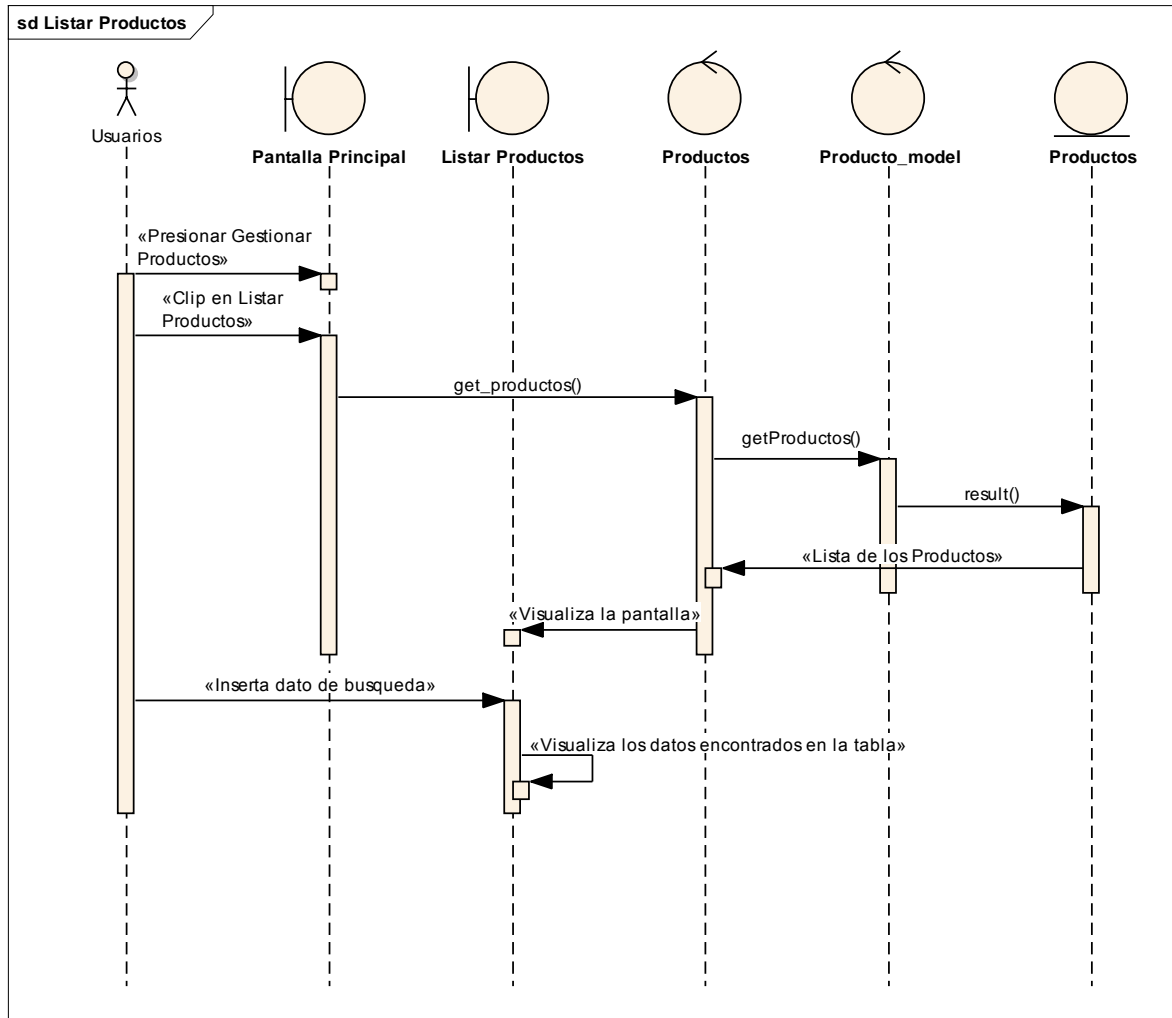 sd Listar Productos
Usuarios
Pantalla Principal
Listar Productos
Productos
Producto_model
Productos
«Presionar Gestionar
Productos»
«Clip en Listar
Productos»
get_productos()
getProductos()
result()
«Lista de los Productos»
«Visualiza la pantalla»
«Inserta dato de busqueda»
«Visualiza los datos encontrados en la tabla»